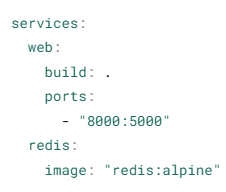 services:
  web:
    build: .
    ports:
      - "8000:5000"
  redis:
    image: "redis:alpine"